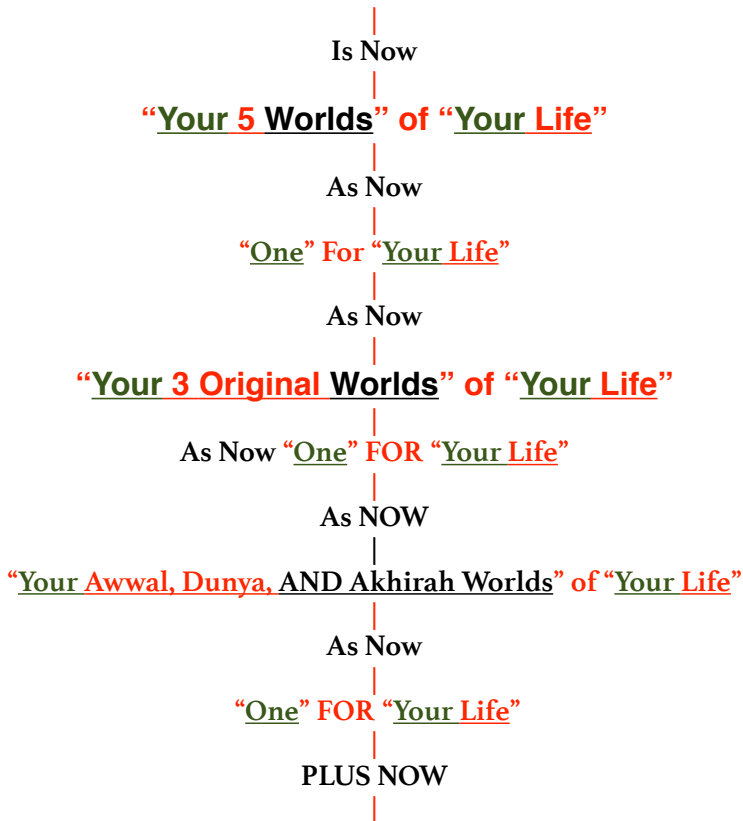 Is Now
“Your 5 Worlds” of “Your Life”
As Now
“One” For “Your Life”
As Now
“Your 3 Original Worlds” of “Your Life”
As Now “One” FOR “Your Life”
As NOW
“Your Awwal, Dunya, AND Akhirah Worlds” of “Your Life”
As Now
“One” FOR “Your Life”
PLUS NOW